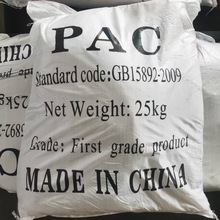 PAC
Standard code:GB15892-2009
Net Weight: 25kg
Grade: First grade product
MADE IN CHINA